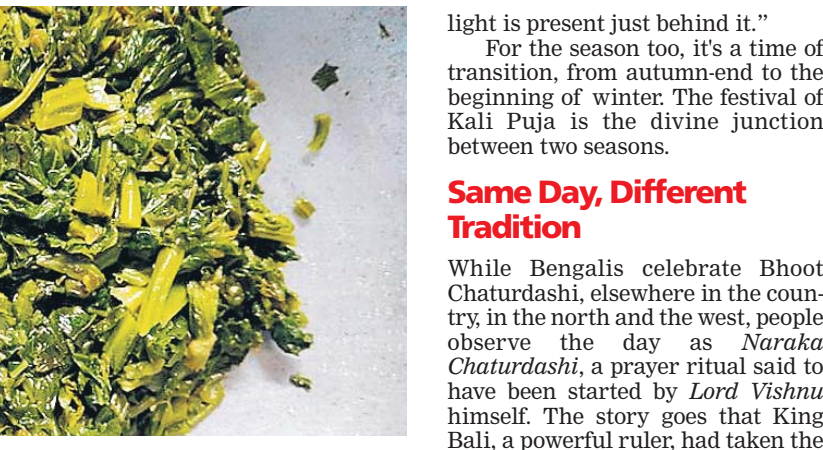 light is present just behind it.”
For the season too, it's a time of
transition, from autumn-end to the
beginning of winter. The festival of
Kali Puja is the divine junction
between two seasons.
Same Day, Different
Tradition
While Bengalis celebrate Bhoot
Chaturdashi, elsewhere in the coun-
try, in the north and the west, people
observe the day as Naraka
Chaturdashi, a prayer ritual said to
have been started by Lord Vishnu
himself. The story goes that King
Bali, a powerful ruler, had taken the